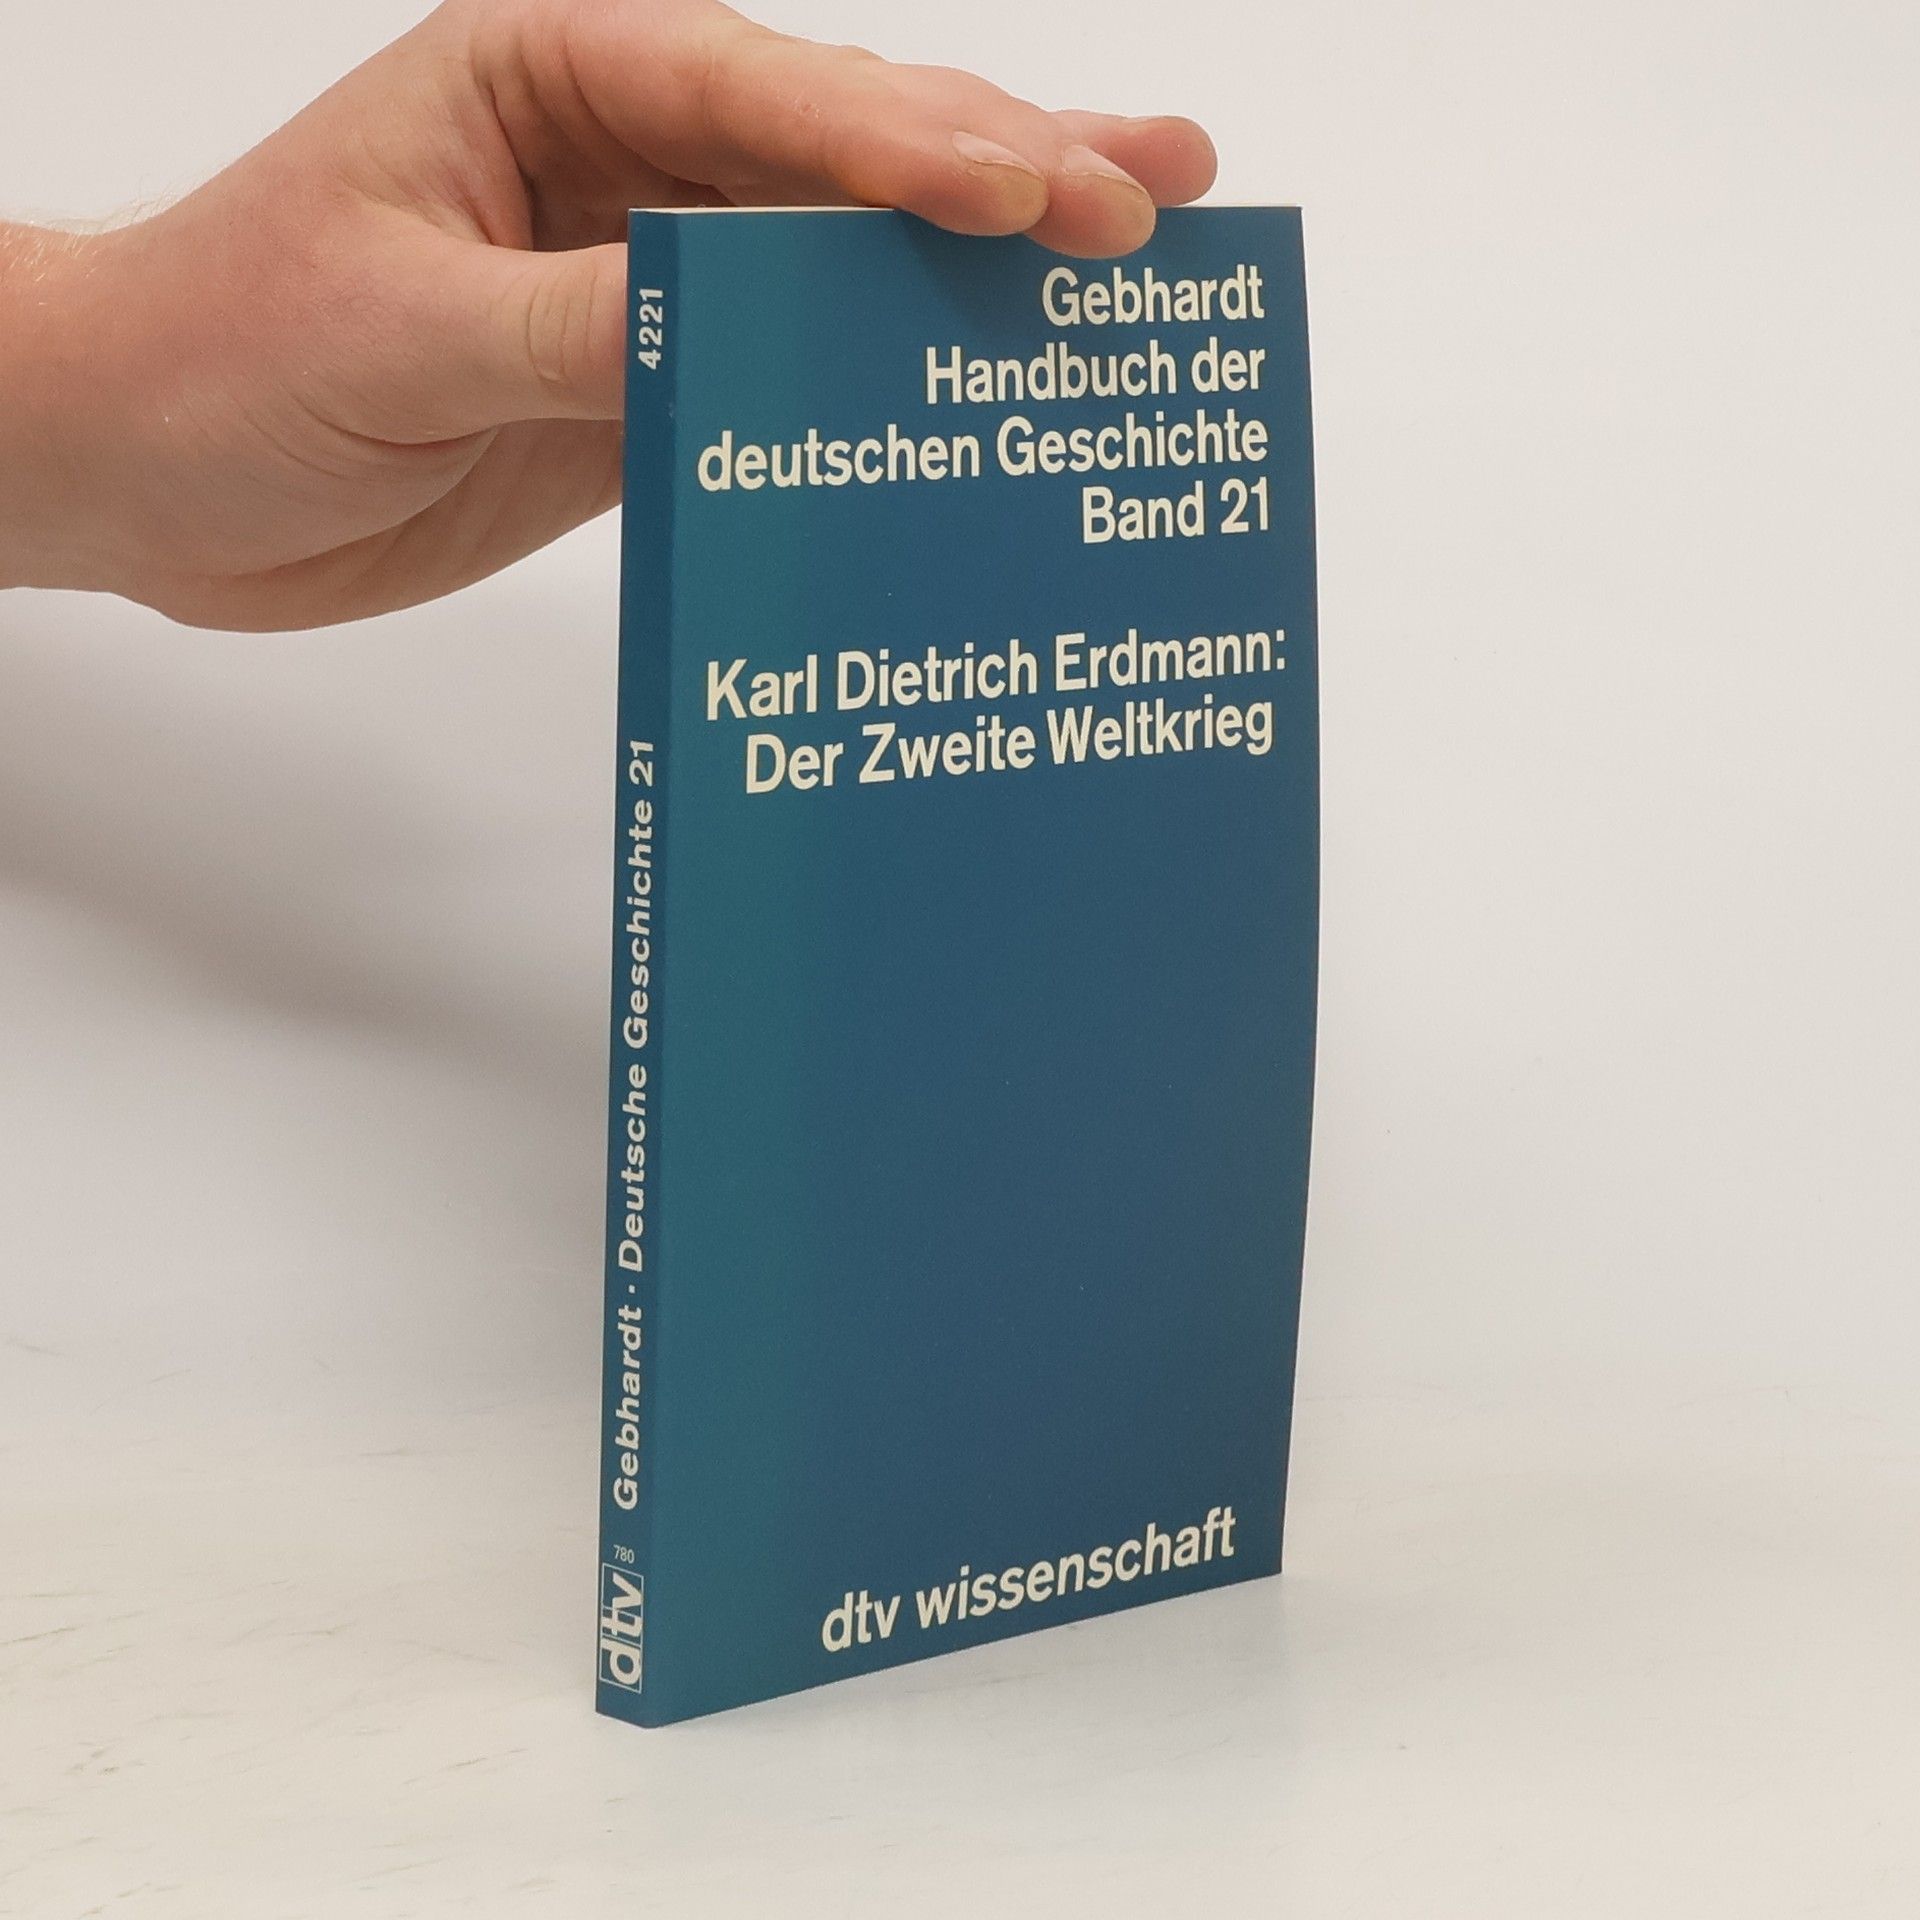 Gebhardt
Handbuch der
deutschen Geschichte
Band 21
Karl Dietrich Erdmann:
Der Zweite Weltkrieg
dtv wissenschaft
4221
Gebhardt · Deutsche Geschichte 21
780
dtv